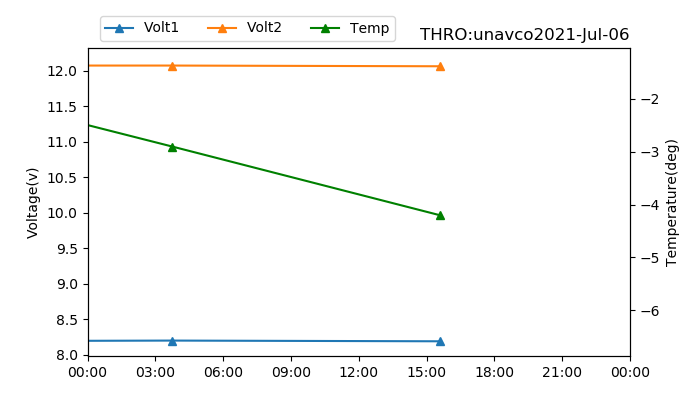 Volt1 Volt2 Temp
THRO:unavco2021-Jul-06
Voltage(v)
12.0
11.5
11.0
10.5
10.0
9.5
9.0
8.5
8.0
00:00 03:00 06:00 09:00 12:00 15:00 18:00 21:00 00:00
−2
−3
−4
−5
−6
Temperature(deg)